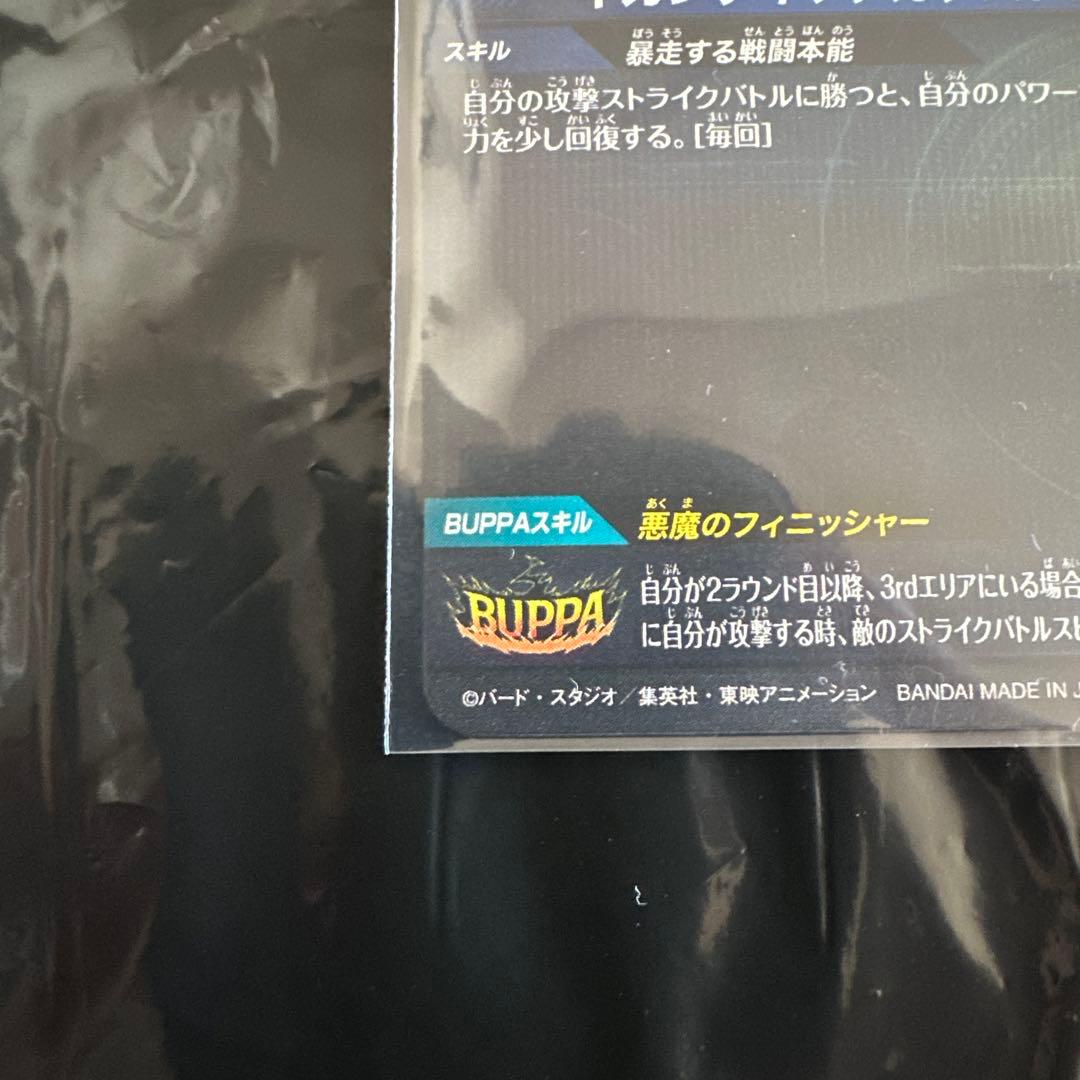 スキル 暴走する戦闘本能
自分の攻撃ストライクバトルに勝つと、自分のパワー
力を少し回復する。[毎回]
BUPPAスキル 悪魔のフィニッシャー
自分が2ラウンド目以降、3rdエリアにいる場合
BUPPA
に自分が攻撃する時、敵のストライクバトルスピ
©バード・スタジオ／集英社・東映アニメーション BANDAI MADE IN J